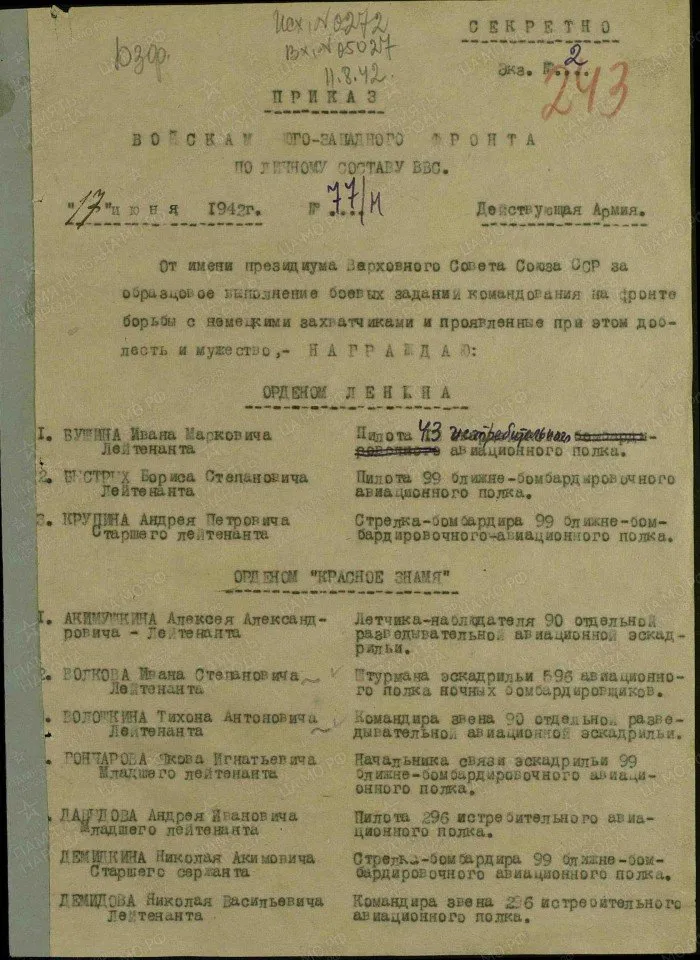 Исх. № 0272
СЕКРЕТНО
Вх. № 05027
11.8.42.
Экз. № 2
243
ПРИКАЗ
ВОЙСКАМ ЮГО-ЗАПАДНОГО ФРОНТА
ПО ЛИЧНОМУ СОСТАВУ ВВС.
"17" июня 1942г. № 77/Н Действующая Армия.
От имени президиума Верховного Совета Союза ССР за
образцовое выполнение боевых заданий командования на фронте
борьбы с немецкими захватчиками и проявленные при этом доб-
лесть и мужество,- НАГРАЖДАЮ:
ОРДЕНОМ ЛЕНИНА
1. БУШИНА Ивана Марковича Пилота 43 истребительного бомбарди-
Лейтенанта авиационного полка.
2. БЫСТРЫХ Бориса Степановича Пилота 99 ближне-бомбардировочного
Лейтенанта авиационного полка.
3. КРУПИНА Андрея Петровича Стрелка-бомбардира 99 ближне-бом-
Старшего лейтенанта бардировочного-авиационного полка.
ОРДЕНОМ "КРАСНОЕ ЗНАМЯ"
1. АКИМУШКИНА Алексея Александ- Летчика-наблюдателя 90 отдельной
ровича - Лейтенанта разведывательной авиационной эскад-
рильи.
2. ВОЛКОВА Ивана Степановича Штурмана эскадрильи 596 авиационно-
Лейтенанта го полка ночных бомбардировщиков.
ВОЛОШКИНА Тихона Антоновича Командира звена 90 отдельной разве-
Лейтенанта дывательной авиационной эскадрильи.
ГОНЧАРОВА Якова Игнатьевича Начальника связи эскадрильи 99
Младшего лейтенанта ближне-бомбардировочного авиаци-
онного полка.
ДАВЫДОВА Андрея Ивановича Пилота 296 истребительного авиа-
Младшего лейтенанта ционного полка.
ДЕМИДКИНА Николая Акимовича Стрелка-бомбардира 99 ближне-бом-
Старшего сержанта бардировочного авиационного полка.
ДЕМИДОВА Николая Васильевича Командира звена 296 истребительного
Лейтенанта авиационного полка.